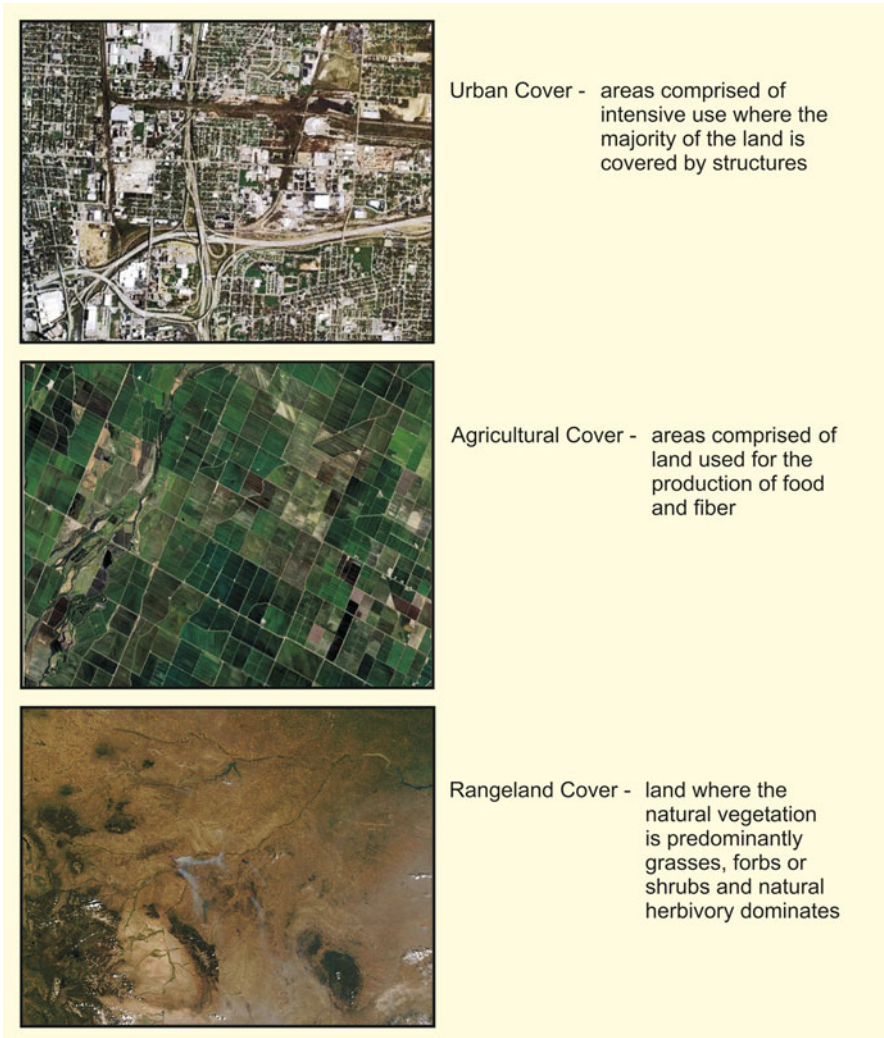 Urban Cover - areas comprised of
intensive use where the
majority of the land is
covered by structures
Agricultural Cover - areas comprised of
land used for the
production of food
and fiber
Rangeland Cover - land where the
natural vegetation
is predominantly
grasses, forbs or
shrubs and natural
herbivory dominates